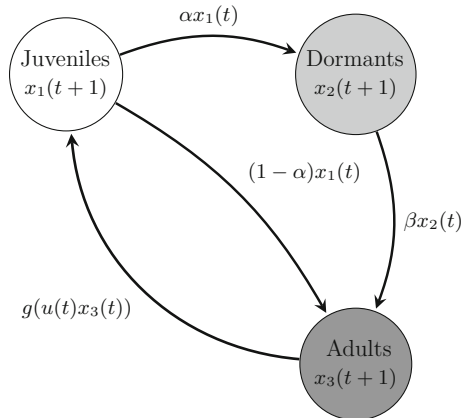 αx₁(t)
Juveniles
x₁(t+1)
Dormants
x₂(t+1)
(1 − α)x₁(t)
βx₂(t)
g(u(t)x₃(t))
Adults
x₃(t+1)